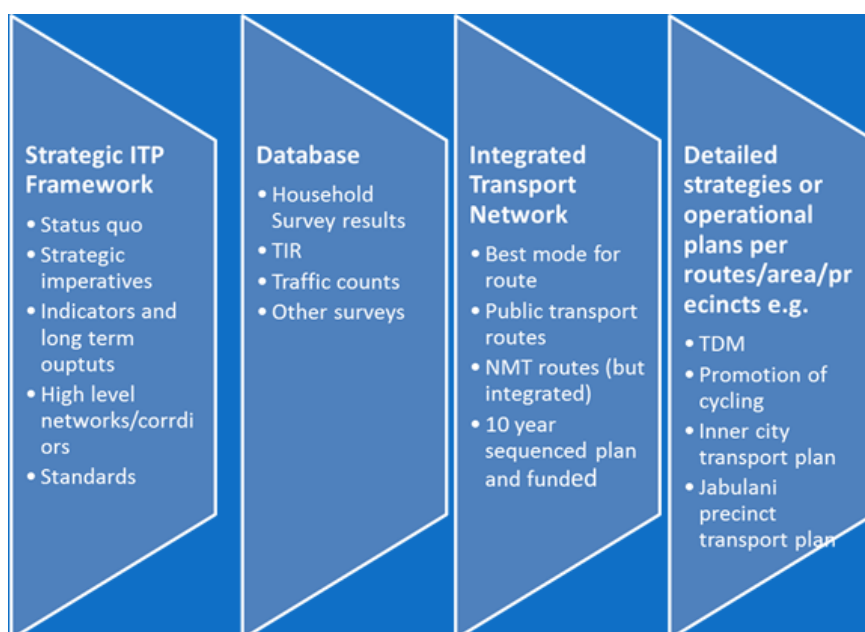 Strategic ITP
Framework
• Status quo
• Strategic
imperatives
• Indicators and
long term
ouptuts
• High level
networks/corrdi
ors
• Standards
Database
• Household
Survey results
• TIR
• Traffic counts
• Other surveys
Integrated
Transport
Network
• Best mode for
route
• Public transport
routes
• NMT routes (but
integrated)
• 10 year
sequenced plan
and funded
Detailed
strategies or
operational
plans per
routes/area/pr
ecincts e.g.
• TDM
• Promotion of
cycling
• Inner city
transport plan
• Jabulani
precinct
transport plan